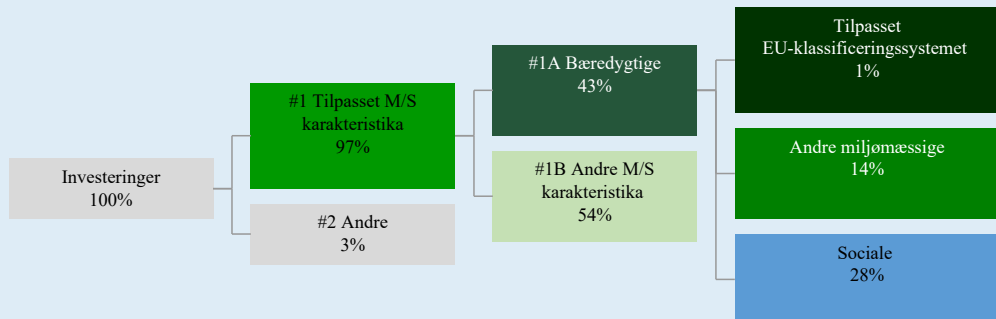 Investeringer
100%
#1 Tilpasset M/S
karakteristika
97%
#2 Andre
3%
#1A Bæredygtige
43%
#1B Andre M/S
karakteristika
54%
Tilpasset
EU-klassificeringssystemet
1%
Andre miljømæssige
14%
Sociale
28%